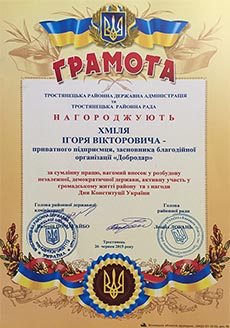 ГРАМОТА
ТРОСТЯНЕЦЬКА РАЙОННА ДЕРЖАВНА АДМІНІСТРАЦІЯ
та
ТРОСТЯНЕЦЬКА РАЙОННА РАДА
НАГОРОДЖУЮТЬ
ХМІЛЯ
ІГОРЯ ВІКТОРОВИЧА -
приватного підприємця, засновника благодійної
організації «Добродар»
за сумлінну працю, вагомий внесок у розбудову
незалежної, демократичної держави, активну участь у
громадському житті району та з нагоди
Дня Конституції України
Голова районної державної
адміністрації
Голова
районної ради
Тростянець
26 червня 2015 року